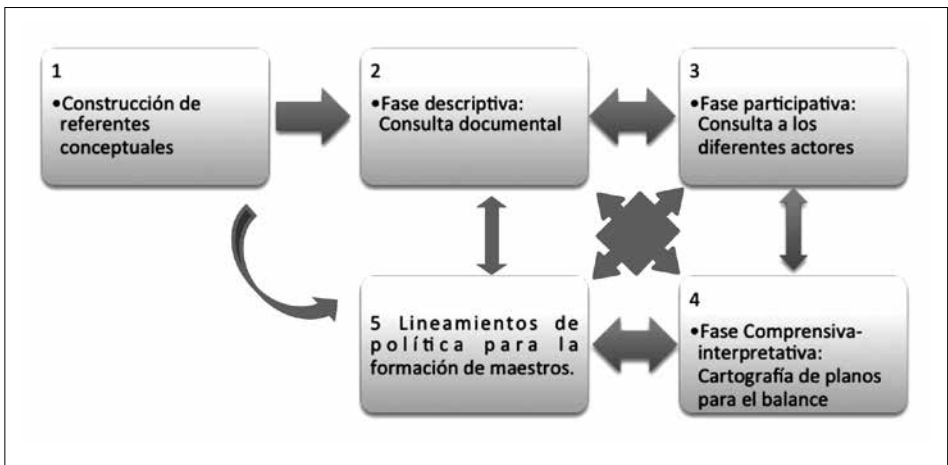 1
•Construcción de
referentes
conceptuales
2
•Fase descriptiva:
Consulta documental
3
•Fase participativa:
Consulta a los
diferentes actores
5 Lineamientos de
política para la
formación de maestros.
4
•Fase Comprensiva-
interpretativa:
Cartografía de planos
para el balance